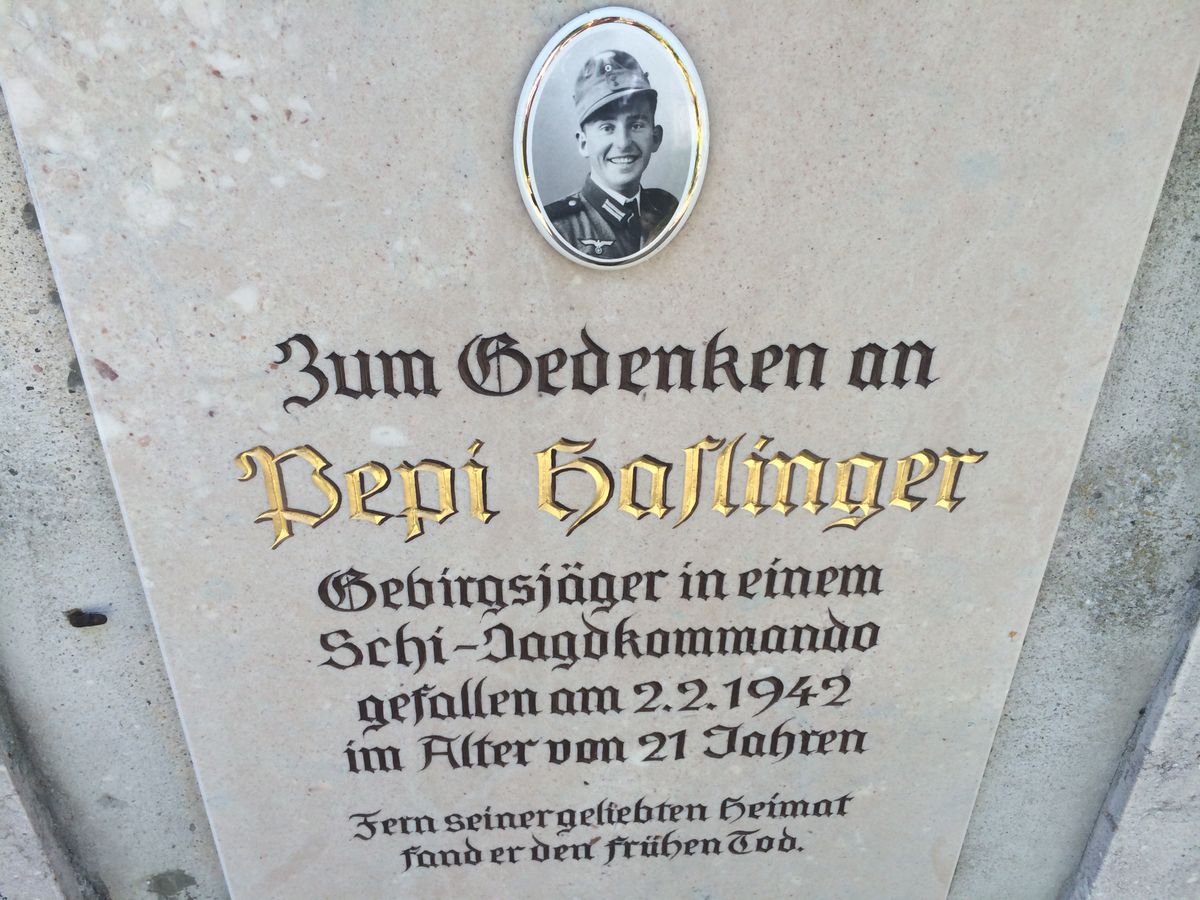 Zum Gedenken an
Pepi Haſlinger
Gebirgsjäger in einem
Schi-Jagdkommando
gefallen am 2.2.1942
im Alter von 21 Jahren
Fern seiner geliebten Heimat
fand er den frühen Tod.